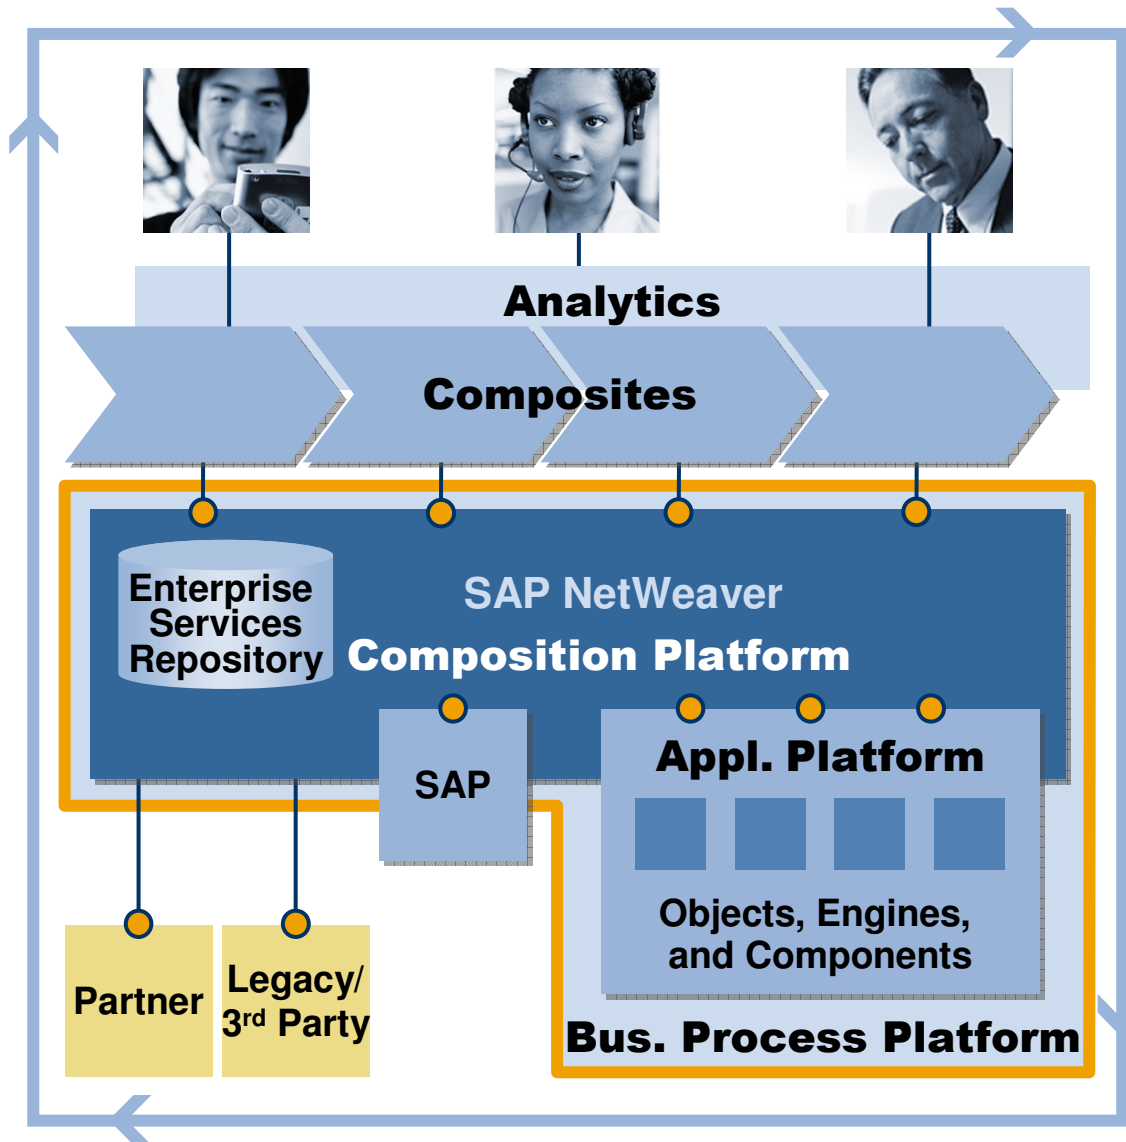 Analytics
Composites
Enterprise
Services
Repository
SAP NetWeaver
Composition Platform
SAP
Appl. Platform
Objects, Engines,
and Components
Partner
Legacy/
3rd Party
Bus. Process Platform